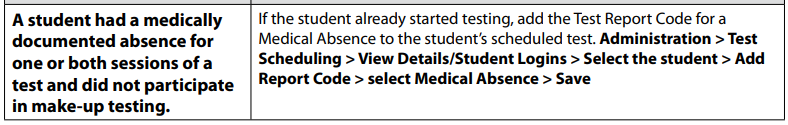 A student had a medically
documented absence for
one or both sessions of a
test and did not participate
in make-up testing.
If the student already started testing, add the Test Report Code for a
Medical Absence to the student's scheduled test. Administration > Test
Scheduling > View Details/Student Logins > Select the student > Add
Report Code > select Medical Absence > Save